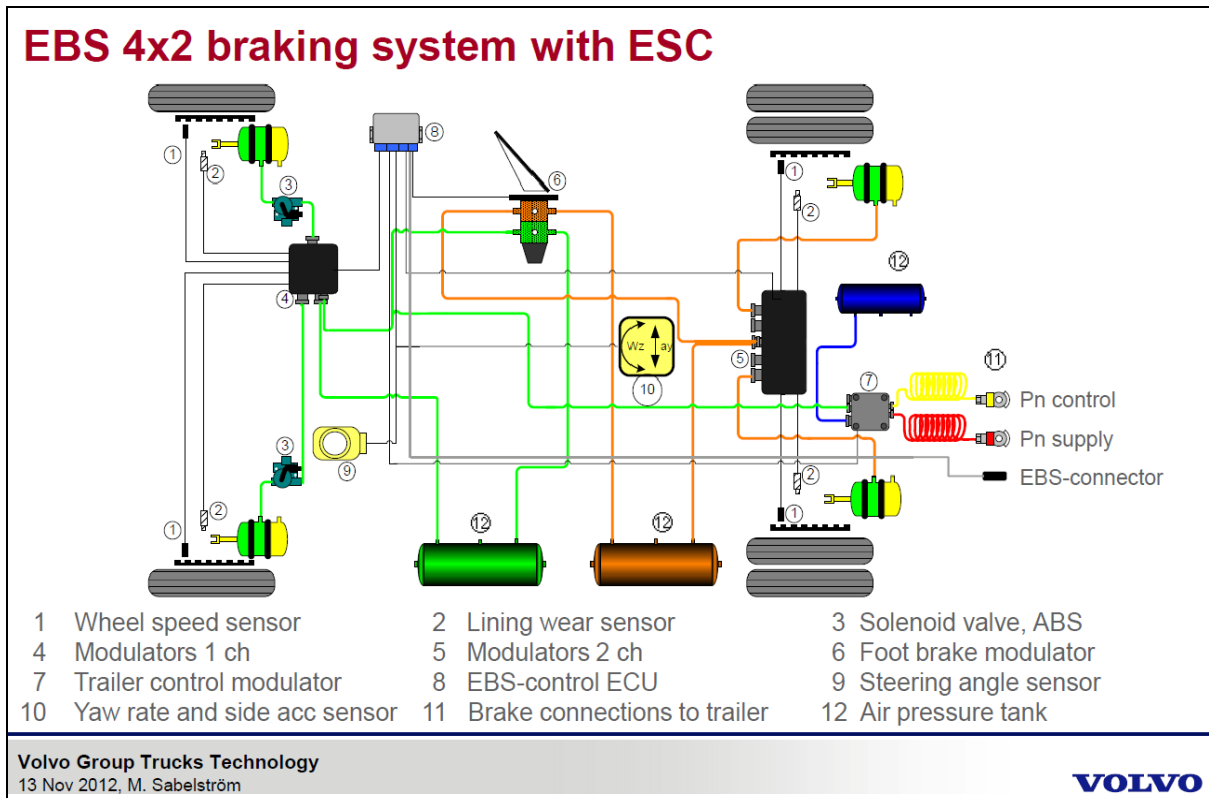 EBS 4x2 braking system with ESC
1
2
3
4
8
6
1
2
12
Wz
ay
10
5
7
11
Pn control
Pn supply
EBS-connector
3
9
2
1
12
12
2
1
1 Wheel speed sensor 2 Lining wear sensor 3 Solenoid valve, ABS
4 Modulators 1 ch 5 Modulators 2 ch 6 Foot brake modulator
7 Trailer control modulator 8 EBS-control ECU 9 Steering angle sensor
10 Yaw rate and side acc sensor 11 Brake connections to trailer 12 Air pressure tank
Volvo Group Trucks Technology
13 Nov 2012, M. Sabelström
VOLVO